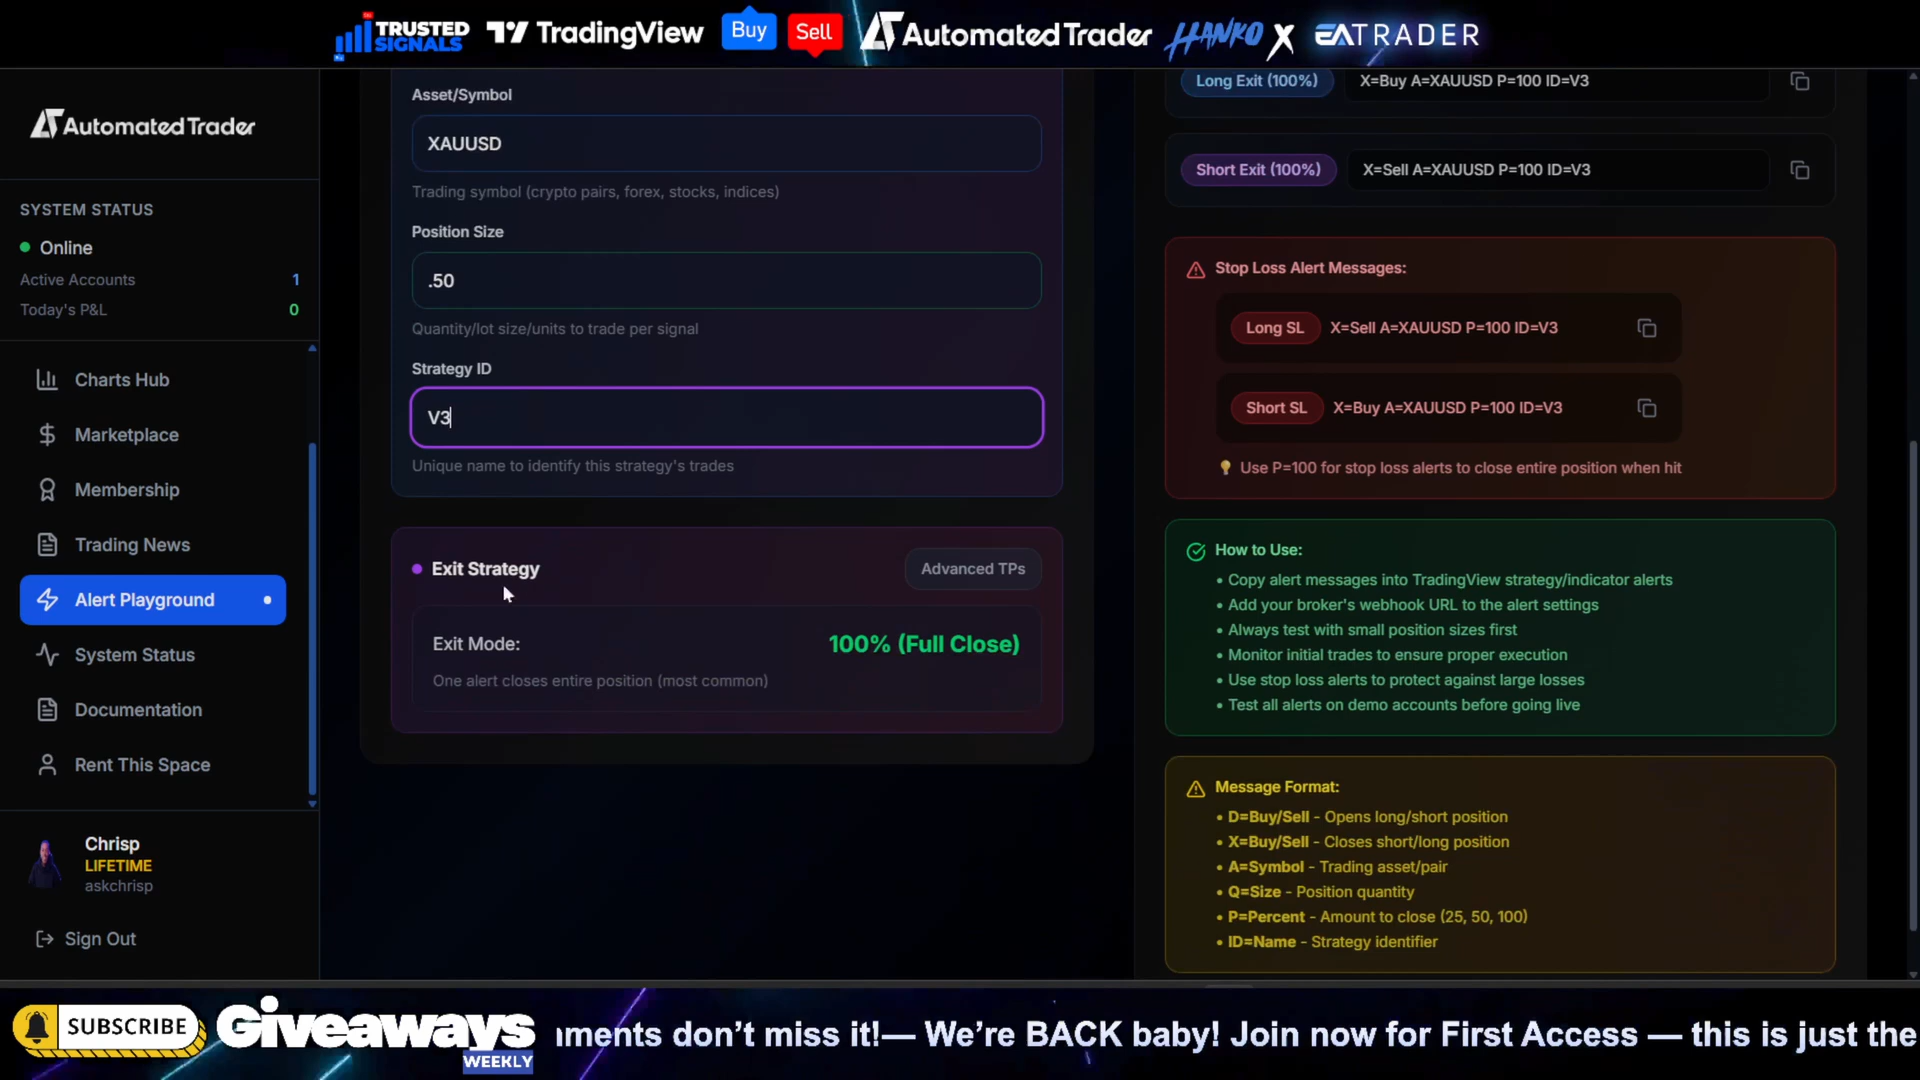 TRUSTED
SIGNALS
TradingView
Buy
Sell
Automated Trader
HANKO X
EATRADER
Automated Trader
SYSTEM STATUS
Online
Active Accounts 1
Today's P&L 0
Charts Hub
Marketplace
Membership
Trading News
Alert Playground
System Status
Documentation
Rent This Space
Chrisp
LIFETIME
askchrisp
Sign Out
Asset/Symbol
XAUUSD
Trading symbol (crypto pairs, forex, stocks, indices)
Position Size
.50
Quantity/lot size/units to trade per signal
Strategy ID
V3
Unique name to identify this strategy's trades
Exit Strategy
Advanced TPs
Exit Mode: 100% (Full Close)
One alert closes entire position (most common)
Long Exit (100%) X=Buy A=XAUUSD P=100 ID=V3
Short Exit (100%) X=Sell A=XAUUSD P=100 ID=V3
Stop Loss Alert Messages:
Long SL X=Sell A=XAUUSD P=100 ID=V3
Short SL X=Buy A=XAUUSD P=100 ID=V3
Use P=100 for stop loss alerts to close entire position when hit
How to Use:
• Copy alert messages into TradingView strategy/indicator alerts
• Add your broker's webhook URL to the alert settings
• Always test with small position sizes first
• Monitor initial trades to ensure proper execution
• Use stop loss alerts to protect against large losses
• Test all alerts on demo accounts before going live
Message Format:
• D=Buy/Sell - Opens long/short position
• X=Buy/Sell - Closes short/long position
• A=Symbol - Trading asset/pair
• Q=Size - Position quantity
• P=Percent - Amount to close (25, 50, 100)
• ID=Name - Strategy identifier
SUBSCRIBE
Giveaways
WEEKLY
ments don't miss it!— We're BACK baby! Join now for First Access — this is just the